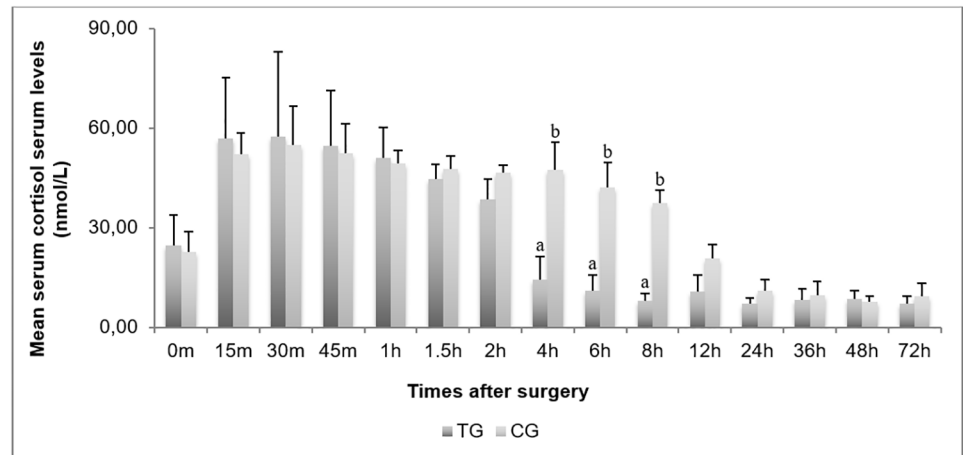 90,00
60,00
30,00
0,00
Mean serum cortisol serum levels
(nmol/L)
b
b
b
a
a
a
0m 15m 30m 45m 1h 1.5h 2h 4h 6h 8h 12h 24h 36h 48h 72h
Times after surgery
TG CG